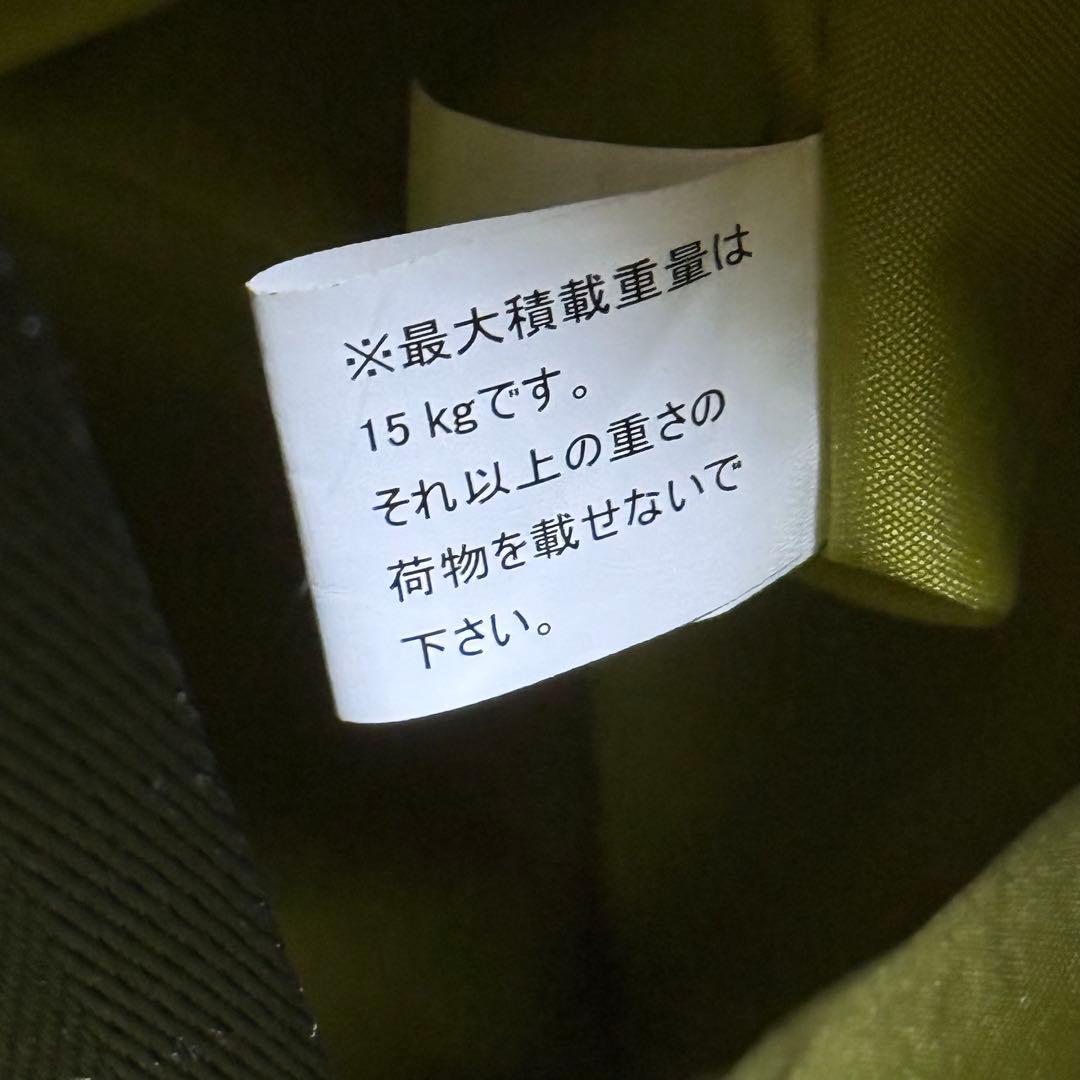 ※最大積載重量は
15 kgです。
それ以上の重さの
荷物を載せないで
下さい。